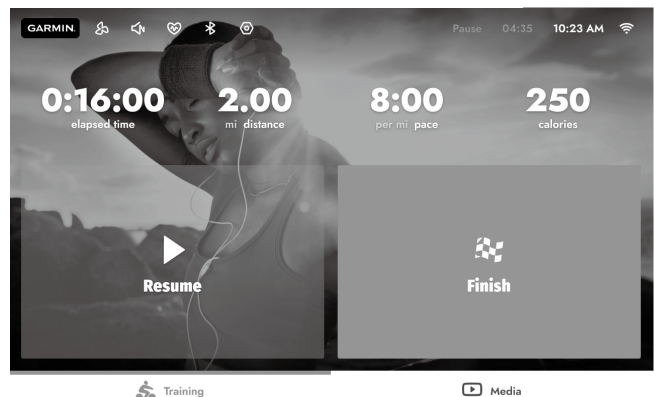 GARMIN. Pause 04:35 10:23 AM
0:16:00 2.00 8:00 250
elapsed time mi distance per mi pace calories
Resume Finish
Training Media